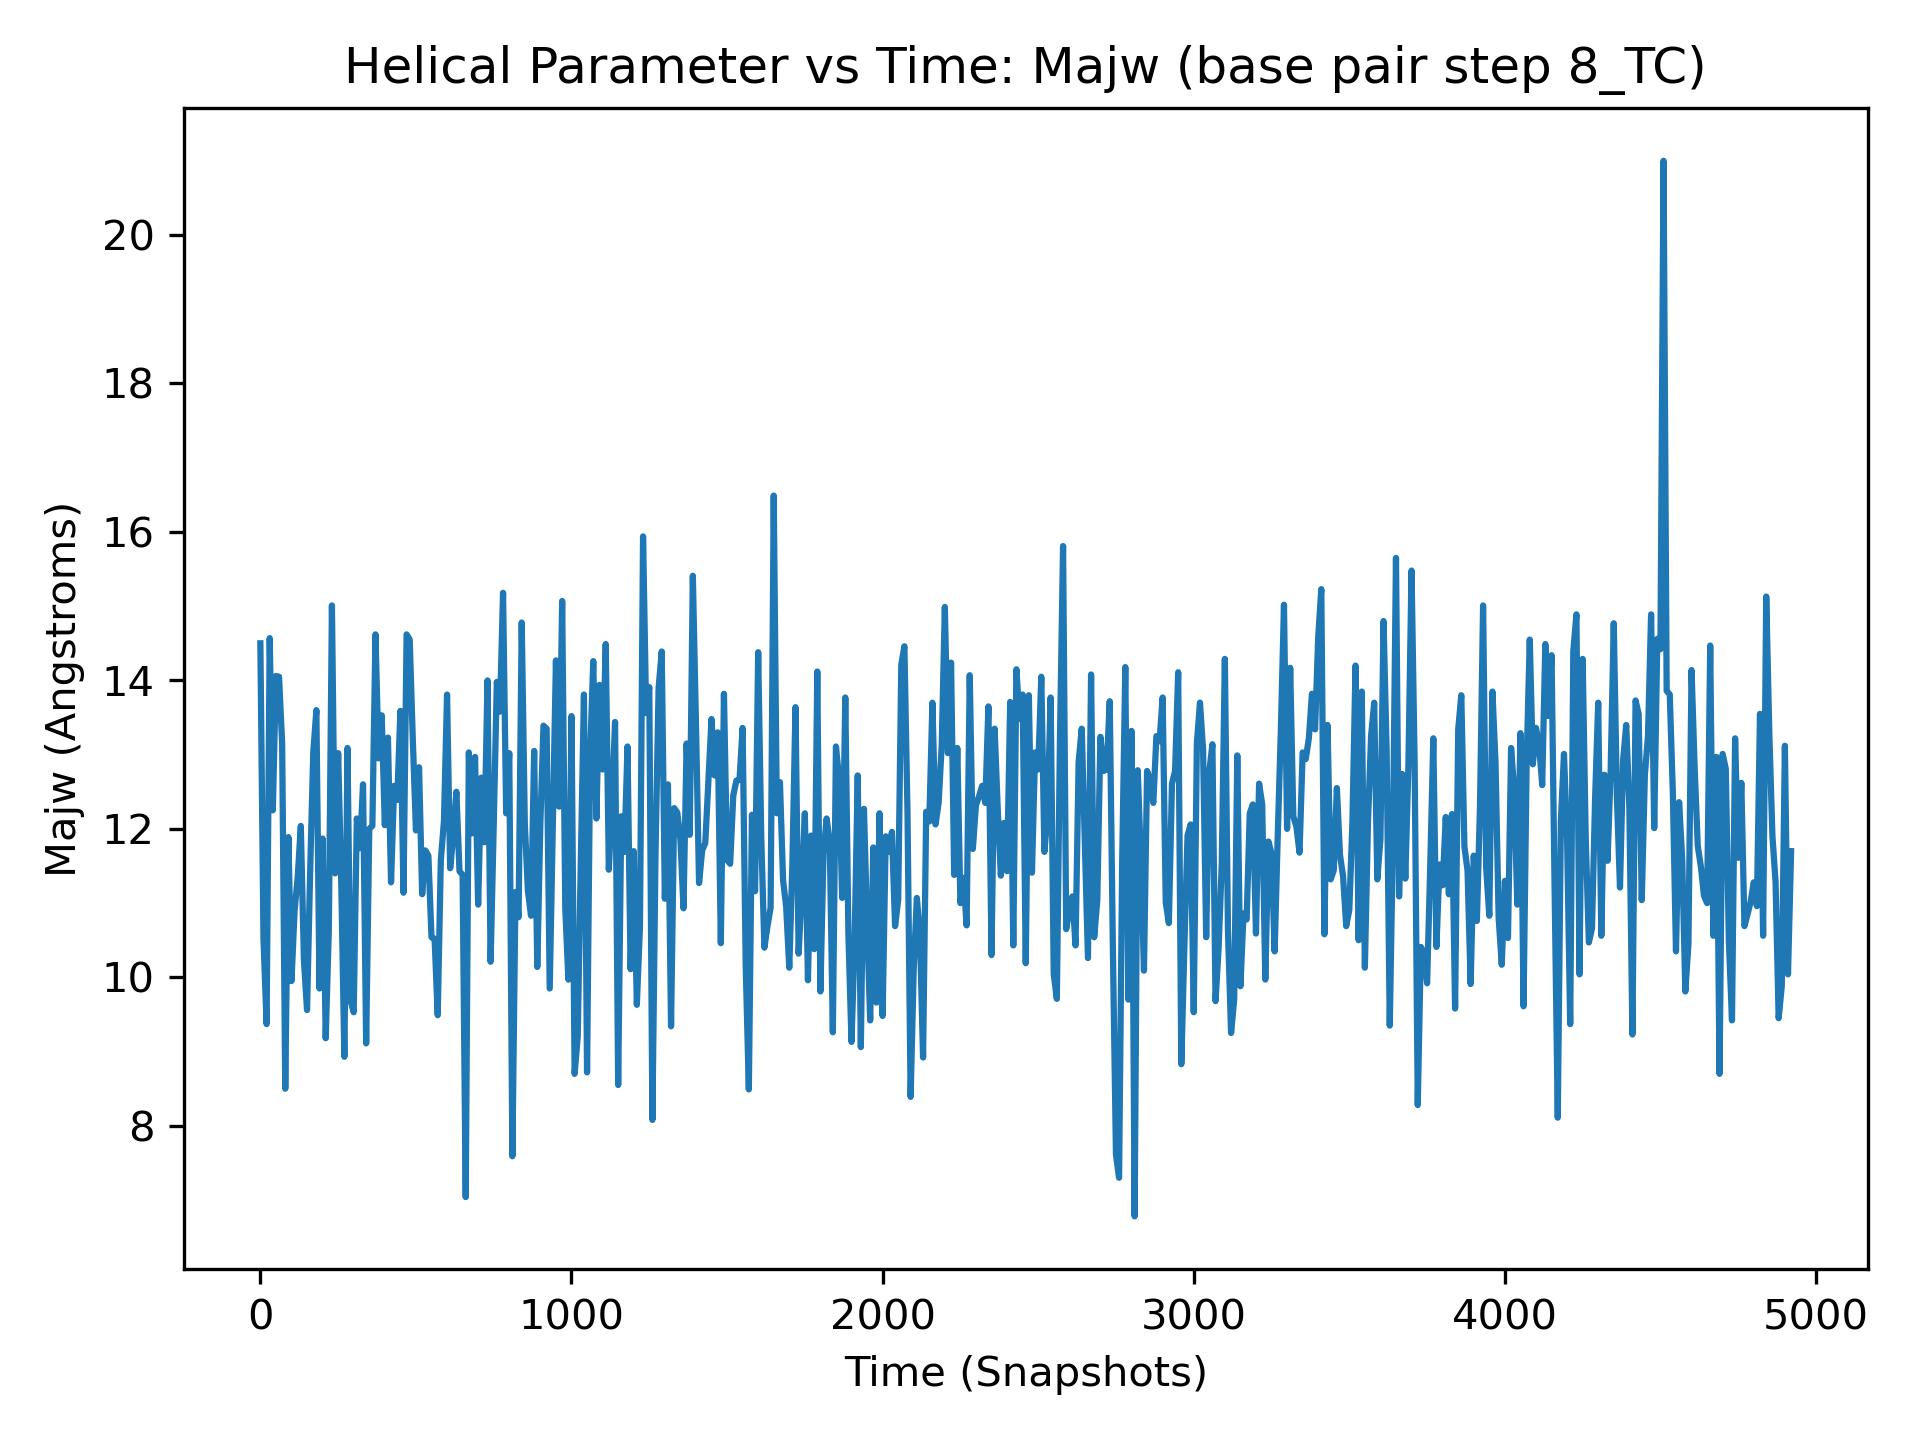 Helical Parameter vs Time: Majw (base pair step 8_TC)
Majw (Angstroms)
20
18
16
14
12
10
8
0 1000 2000 3000 4000 5000
Time (Snapshots)